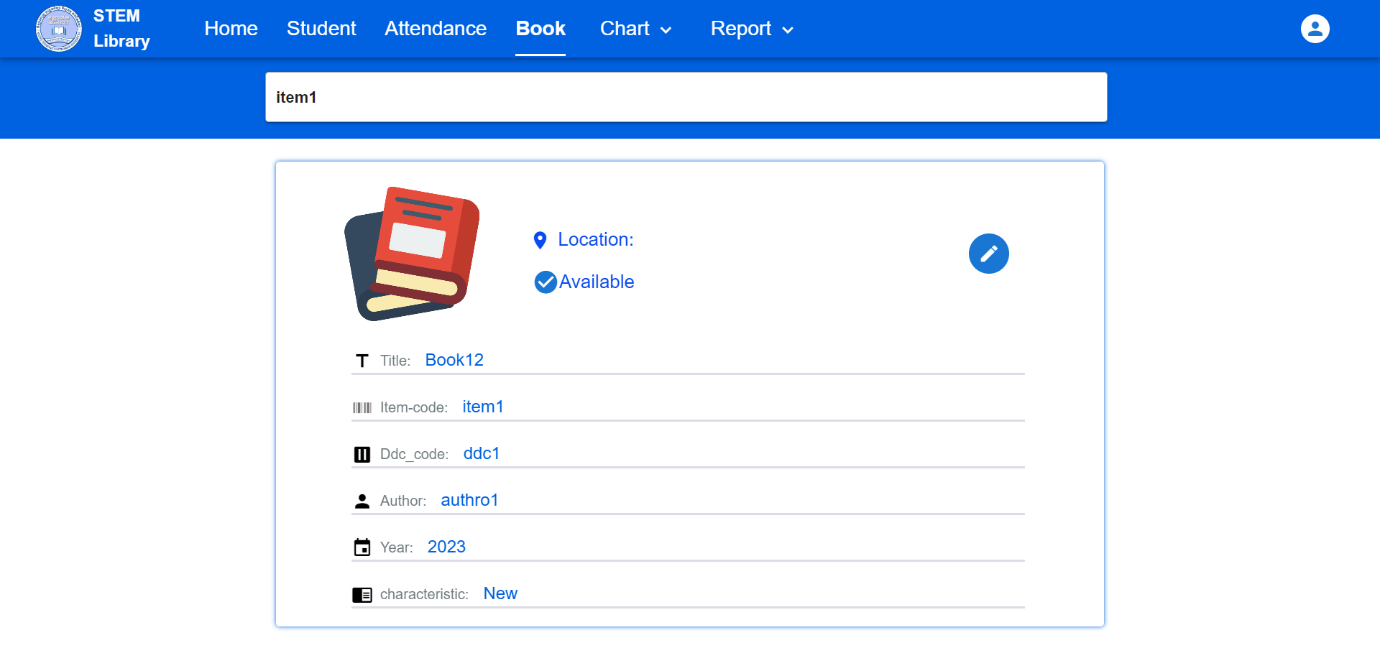 STEM
Library
Home Student Attendance Book Chart Report
item1
Location:
Available
Title: Book12
Item-code: item1
Ddc_code: ddc1
Author: authro1
Year: 2023
characteristic: New